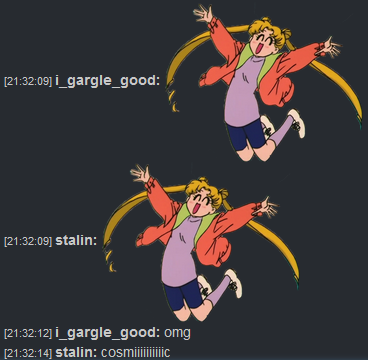 [21:32:09] i_gargle_good:
[21:32:09] stalin:
[21:32:12] i_gargle_good: omg
[21:32:14] stalin: cosmiiiiiiiiiic